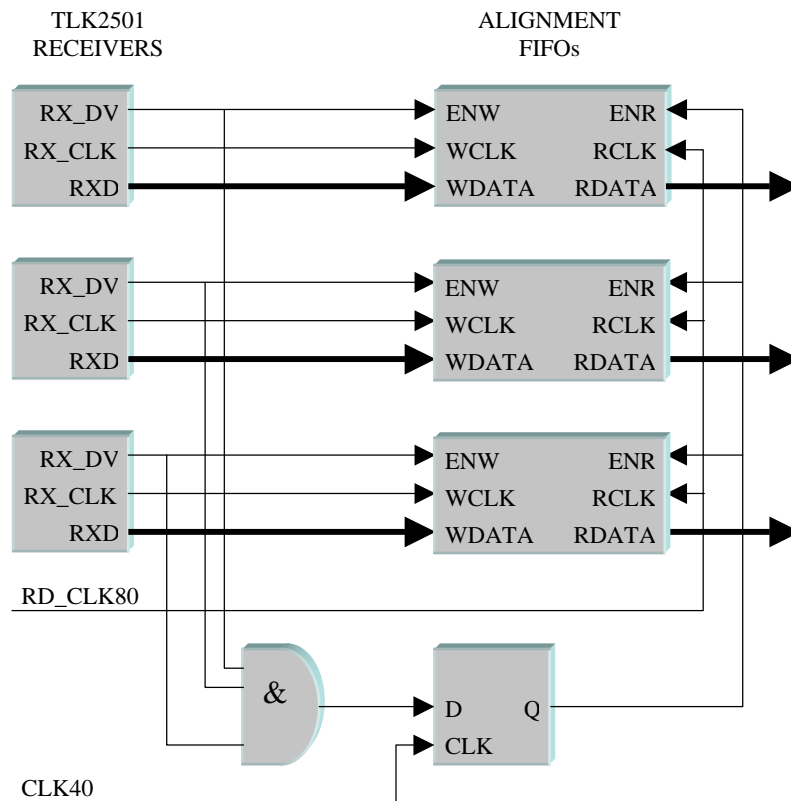 TLK2501
RECEIVERS
ALIGNMENT
FIFOs
RX_DV
RX_CLK
RXD
ENW
WCLK
WDATA
ENR
RCLK
RDATA
RX_DV
RX_CLK
RXD
ENW
WCLK
WDATA
ENR
RCLK
RDATA
RX_DV
RX_CLK
RXD
ENW
WCLK
WDATA
ENR
RCLK
RDATA
RD_CLK80
&
D
Q
CLK
CLK40